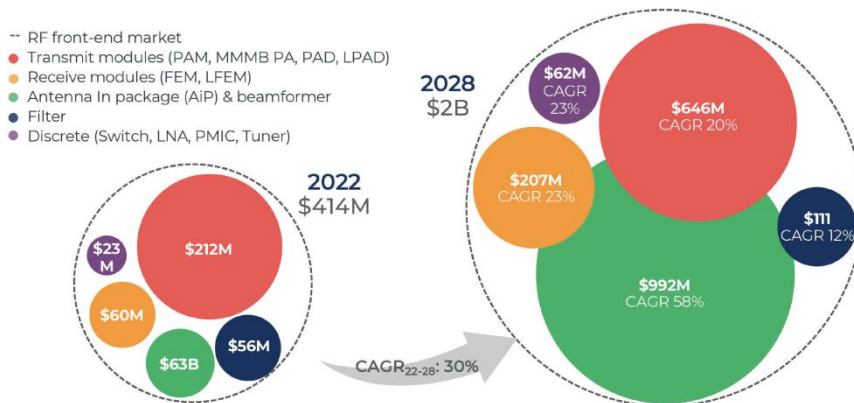 RF front-end market
Transmit modules (PAM, MMMB PA, PAD, LPAD)
Receive modules (FEM, LFEM)
Antenna In package (AiP) & beamformer
Filter
Discrete (Switch, LNA, PMIC, Tuner)
2022
$414M
$212M
$23
M
$60M
$63B
$56M
CAGR22-28: 30%
2028
$2B
$62M
CAGR
23%
$646M
CAGR 20%
$207M
CAGR 23%
$111
CAGR 12%
$992M
CAGR 58%